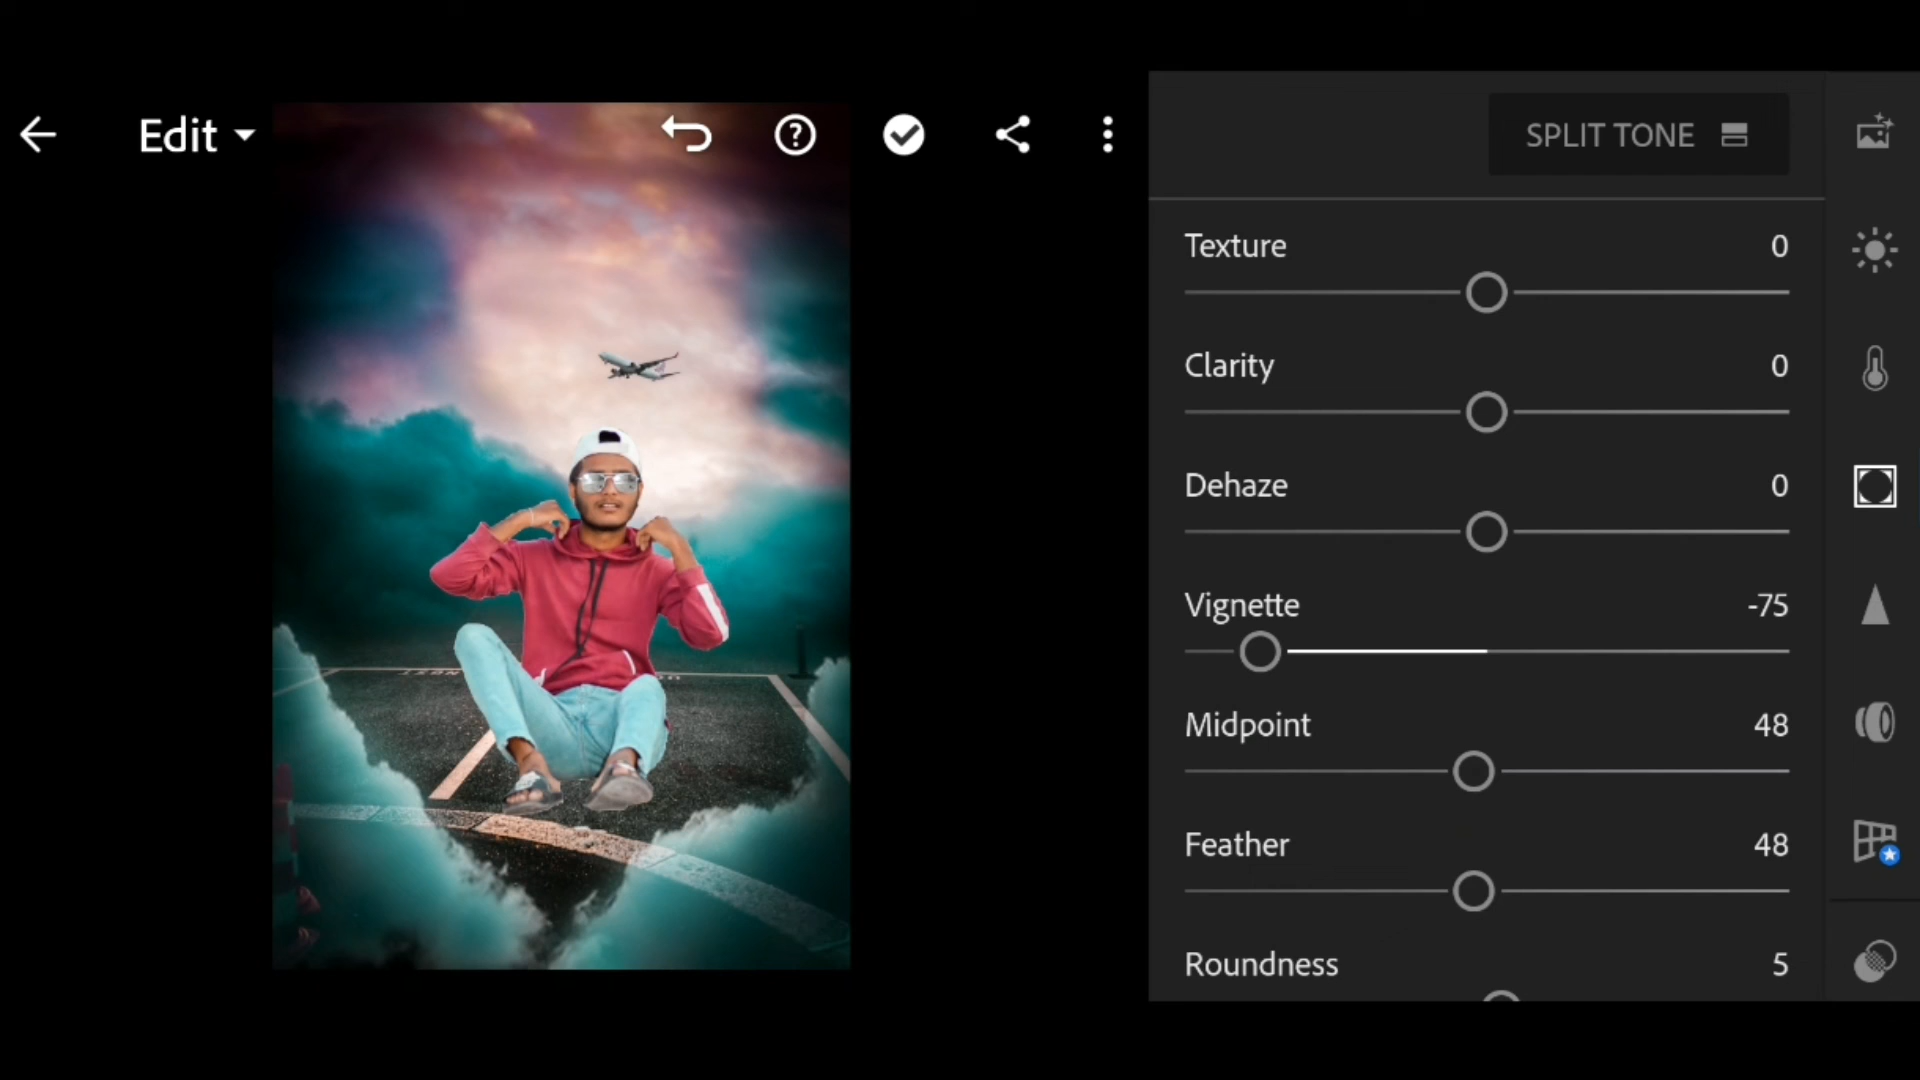 Edit
SPLIT TONE
Texture 0
Clarity 0
Dehaze 0
Vignette -75
Midpoint 48
Feather 48
Roundness 5